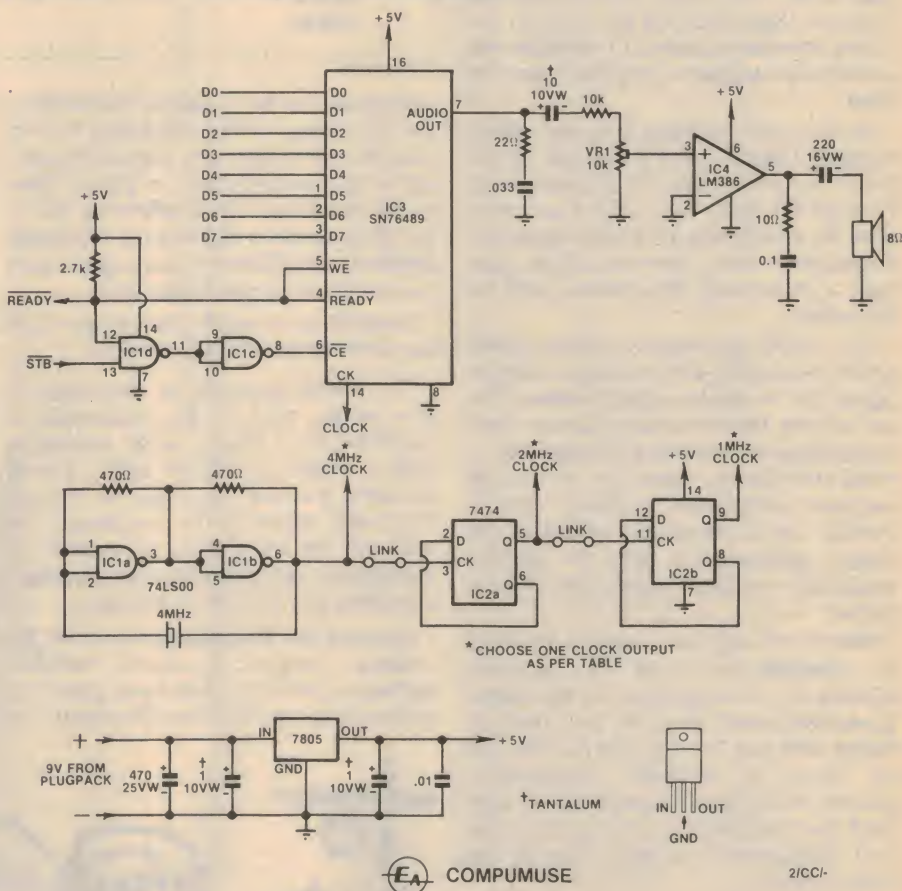 +5V
16
D0
D0
D1
D1
D2
D2
D3
D3
D4
D4
D5
1
D5
D6
2
D6
D7
3
D7
5
WE
4
READY
6
CE
CK
14
CLOCK
8
IC3
SN76489
AUDIO
OUT
7
†
10
10VW
+
-
10k
22Ω
.033
VR1
10k
+5V
3
+
2
-
6
IC4
LM386
5
220
16VW
+
-
10Ω
0.1
8Ω
+5V
2.7k
READY
STB
12
13
14
IC1d
7
11
9
10
IC1c
8
470Ω
470Ω
1
2
IC1a
3
74LS00
4
5
IC1b
6
4MHz
*
4MHz
CLOCK
LINK
7474
2
D
3
CK
Q
5
Q
6
IC2a
*
2MHz
CLOCK
LINK
+5V
14
12
D
11
CK
Q
9
Q
8
IC2b
7
*
1MHz
CLOCK
*CHOOSE ONE CLOCK OUTPUT
AS PER TABLE
+
9V FROM
PLUGPACK
-
470
25VW
+
-
†
1
10VW
+
-
IN
7805
OUT
GND
†
1
10VW
+
-
.01
+5V
†TANTALUM
IN
OUT
GND
EA
COMPUMUSE
2/CC/-